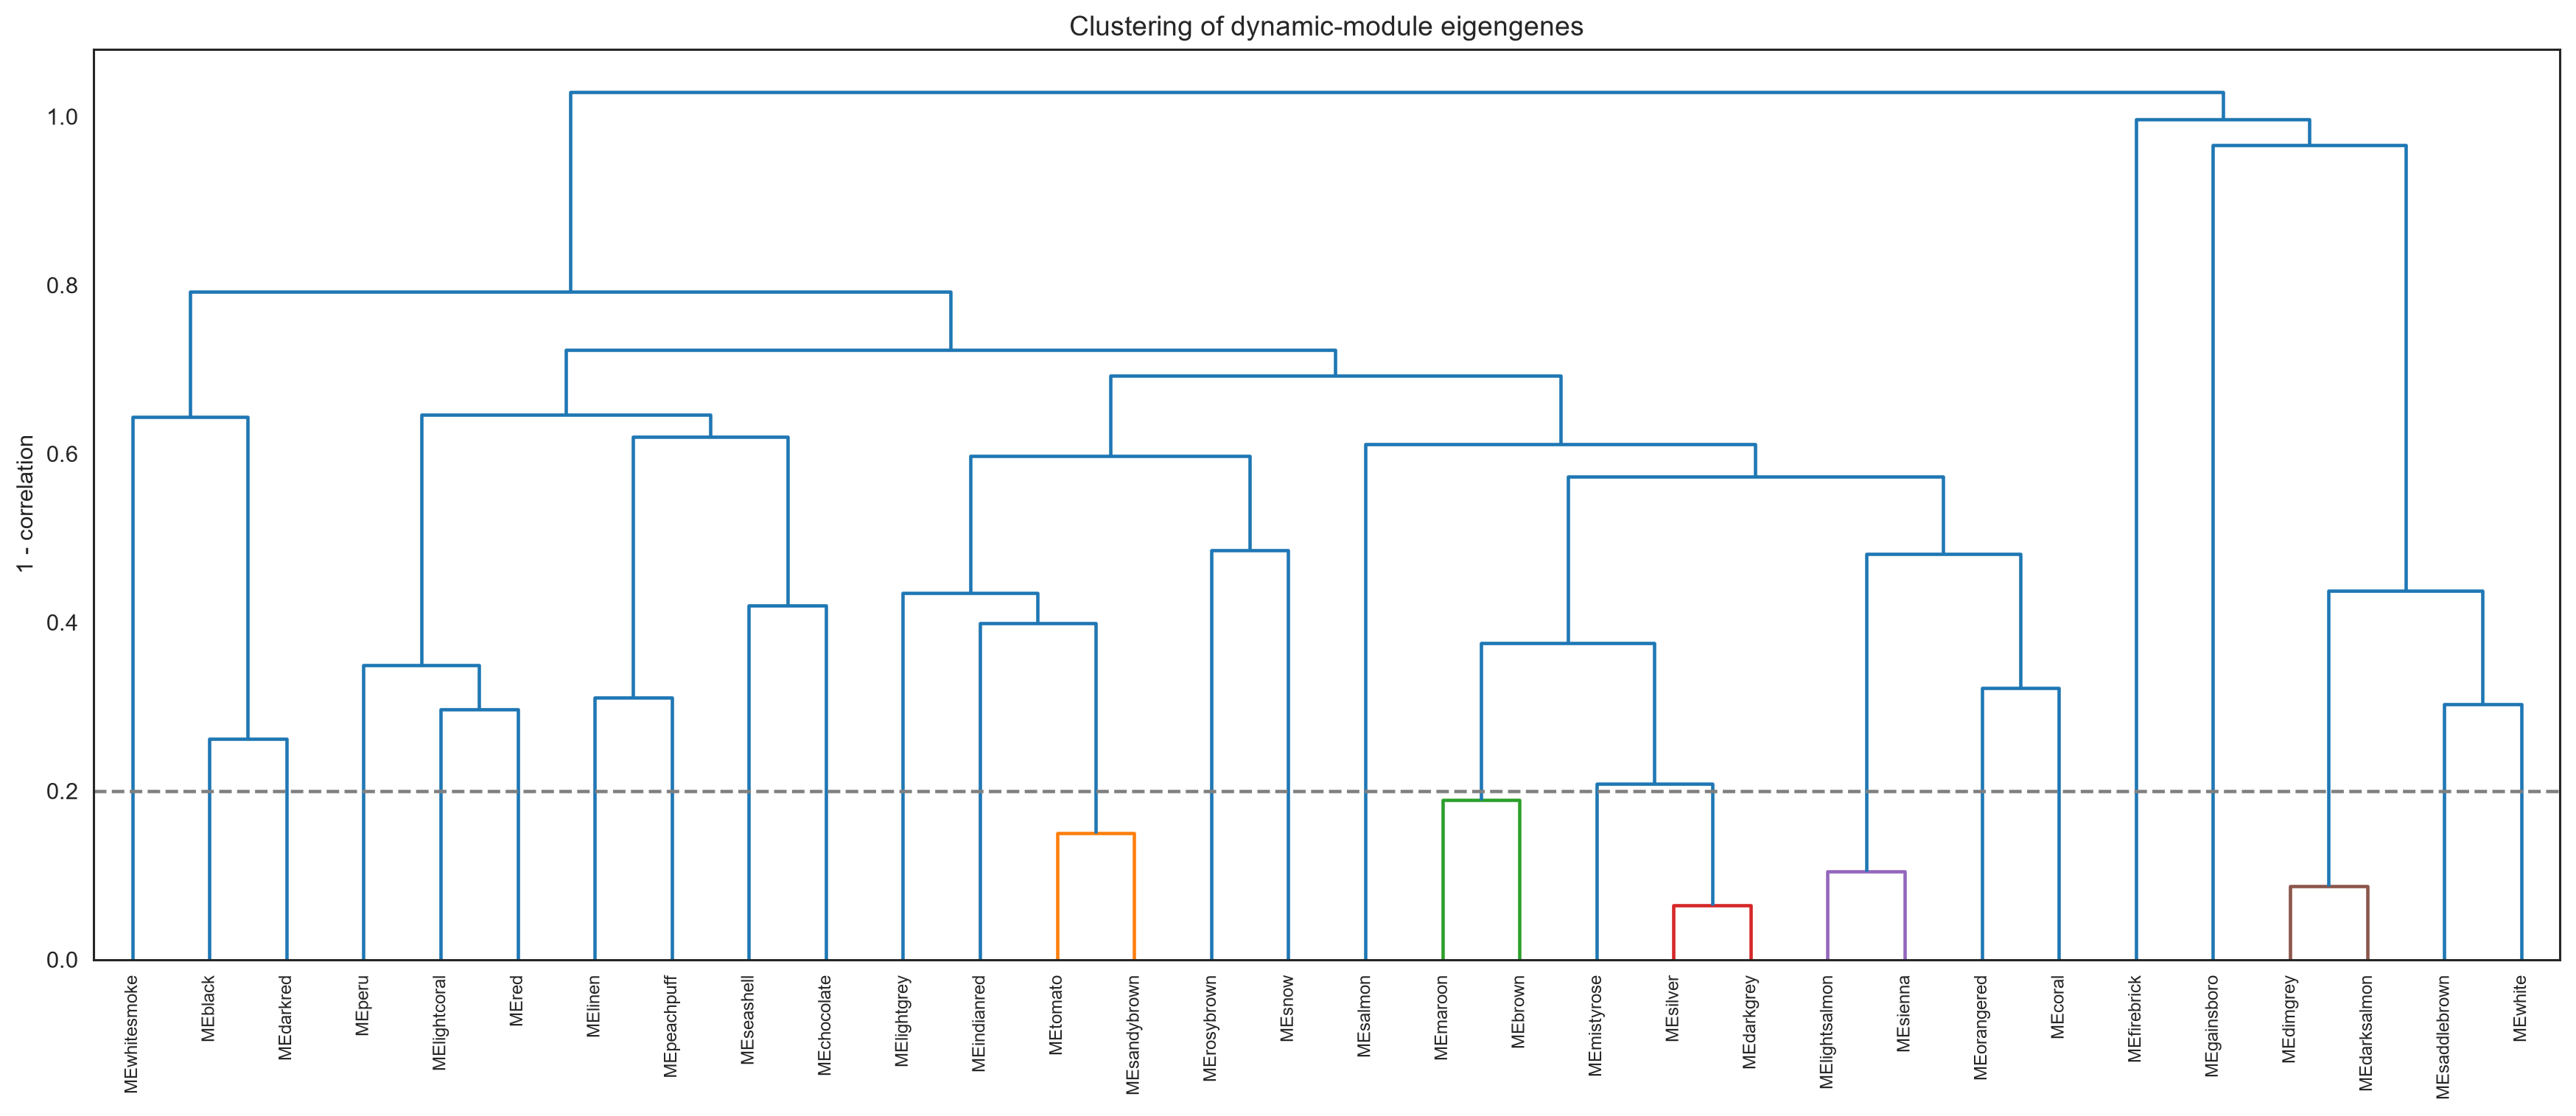 Clustering of dynamic-module eigengenes
1 - correlation
1.0
0.8
0.6
0.4
0.2
0.0
MEwhitesmoke
MEblack
MEdarkred
MEperu
MElightcoral
MEred
MElinen
MEpeachpuff
MEseashell
MEchocolate
MElightgrey
MEindianred
MEtomato
MEsandybrown
MErosybrown
MEsnow
MEsalmon
MEmaroon
MEbrown
MEmistyrose
MEsilver
MEdarkgrey
MElightsalmon
MEsienna
MEorangered
MEcoral
MEfirebrick
MEgainsboro
MEdimgrey
MEdarksalmon
MEsaddlebrown
MEwhite